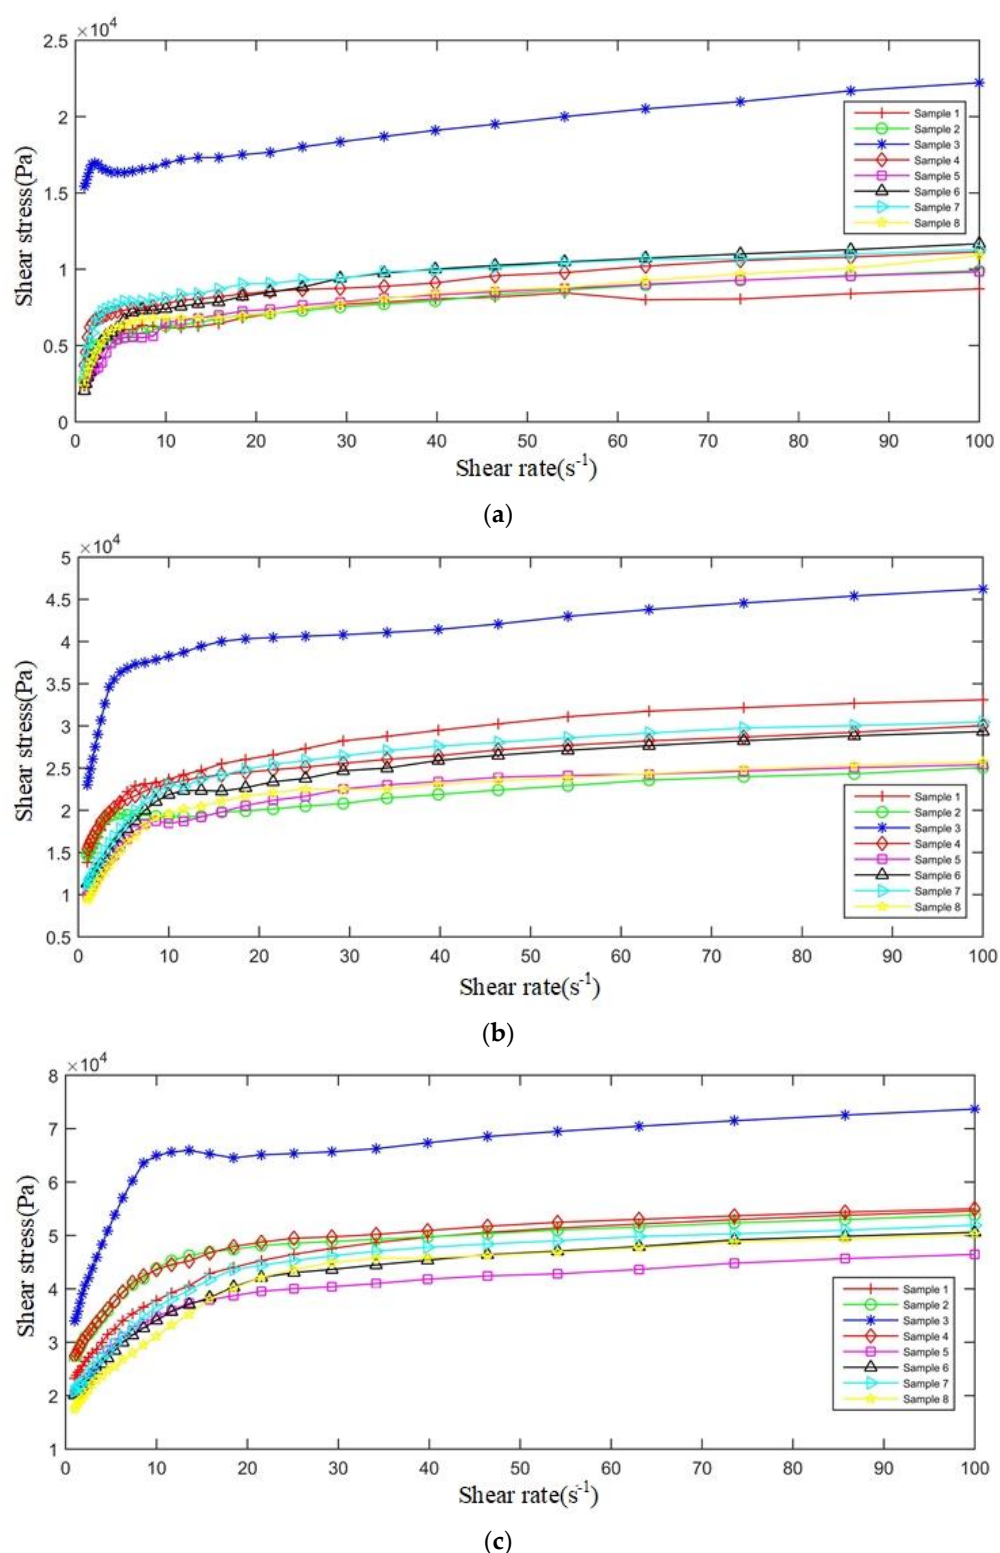 ×10⁴
2.5
2
1.5
1
0.5
0
Shear stress(Pa)
Sample 1
Sample 2
Sample 3
Sample 4
Sample 5
Sample 6
Sample 7
Sample 8
0 10 20 30 40 50 60 70 80 90 100
Shear rate(s⁻¹)
(a)
×10⁴
5
4.5
4
3.5
3
2.5
2
1.5
1
0.5
Shear stress(Pa)
Sample 1
Sample 2
Sample 3
Sample 4
Sample 5
Sample 6
Sample 7
Sample 8
0 10 20 30 40 50 60 70 80 90 100
Shear rate(s⁻¹)
(b)
×10⁴
8
7
6
5
4
3
2
1
Shear stress(Pa)
Sample 1
Sample 2
Sample 3
Sample 4
Sample 5
Sample 6
Sample 7
Sample 8
0 10 20 30 40 50 60 70 80 90 100
Shear rate(s⁻¹)
(c)